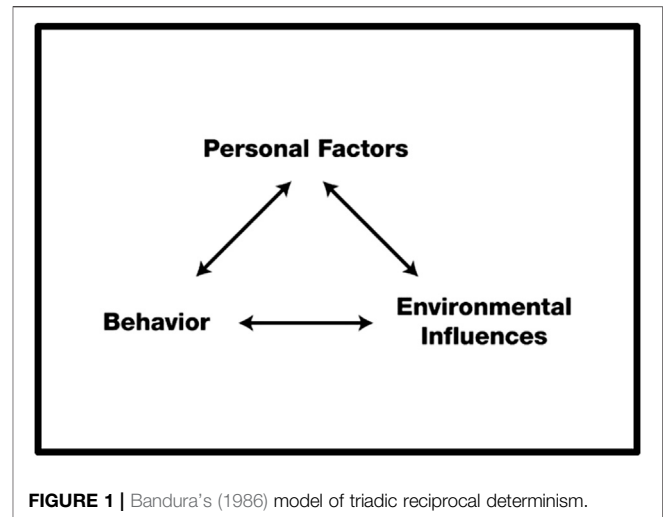 Personal Factors
Behavior
Environmental
Influences
FIGURE 1 | Bandura's (1986) model of triadic reciprocal determinism.